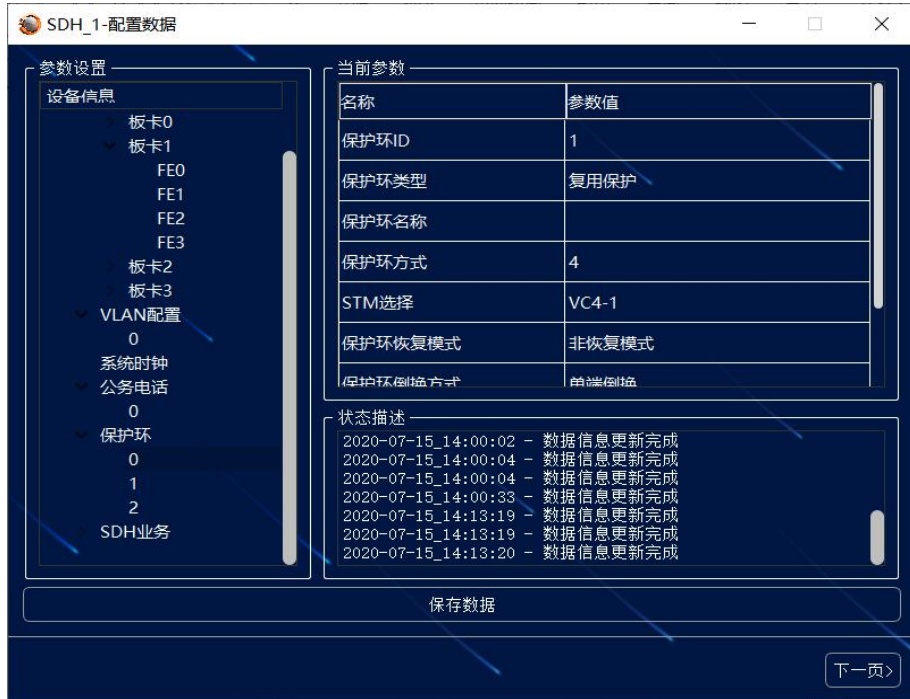 SDH_1-配置数据
参数设置
设备信息
板卡0
板卡1
FE0
FE1
FE2
FE3
板卡2
板卡3
VLAN配置
0
系统时钟
公务电话
0
保护环
0
1
2
SDH业务
当前参数
名称 参数值
保护环ID 1
保护环类型 复用保护
保护环名称
保护环方式 4
STM选择 VC4-1
保护环恢复模式 非恢复模式
保护环倒换方式 单端倒换
状态描述
2020-07-15_14:00:02 - 数据信息更新完成
2020-07-15_14:00:04 - 数据信息更新完成
2020-07-15_14:00:04 - 数据信息更新完成
2020-07-15_14:00:33 - 数据信息更新完成
2020-07-15_14:13:19 - 数据信息更新完成
2020-07-15_14:13:19 - 数据信息更新完成
2020-07-15_14:13:20 - 数据信息更新完成
保存数据
下一页>